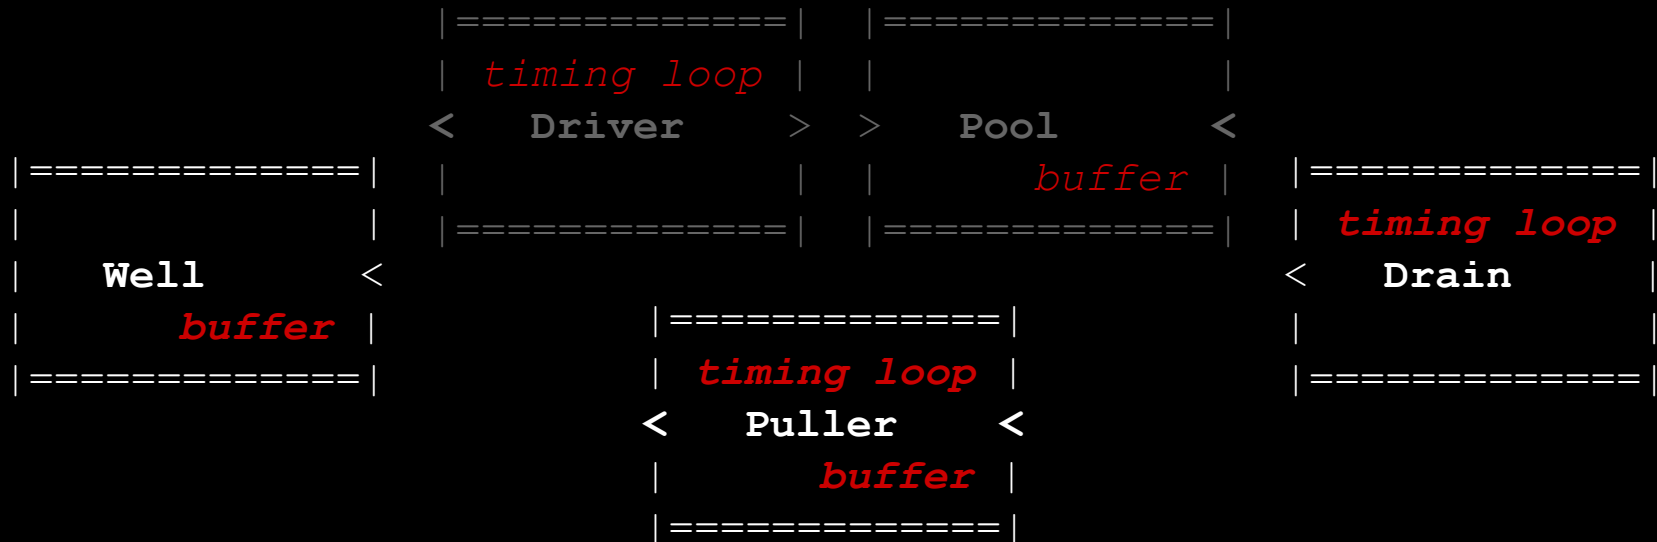 |=============| |=============|
| timing loop | | |
< Driver > > Pool <
|=============| | | | buffer | |=============|
| | |=============| |=============| | timing loop |
| Well < < Drain |
| buffer | |=============| | |
|=============| | timing loop | |=============|
< Puller <
| buffer |
|=============|